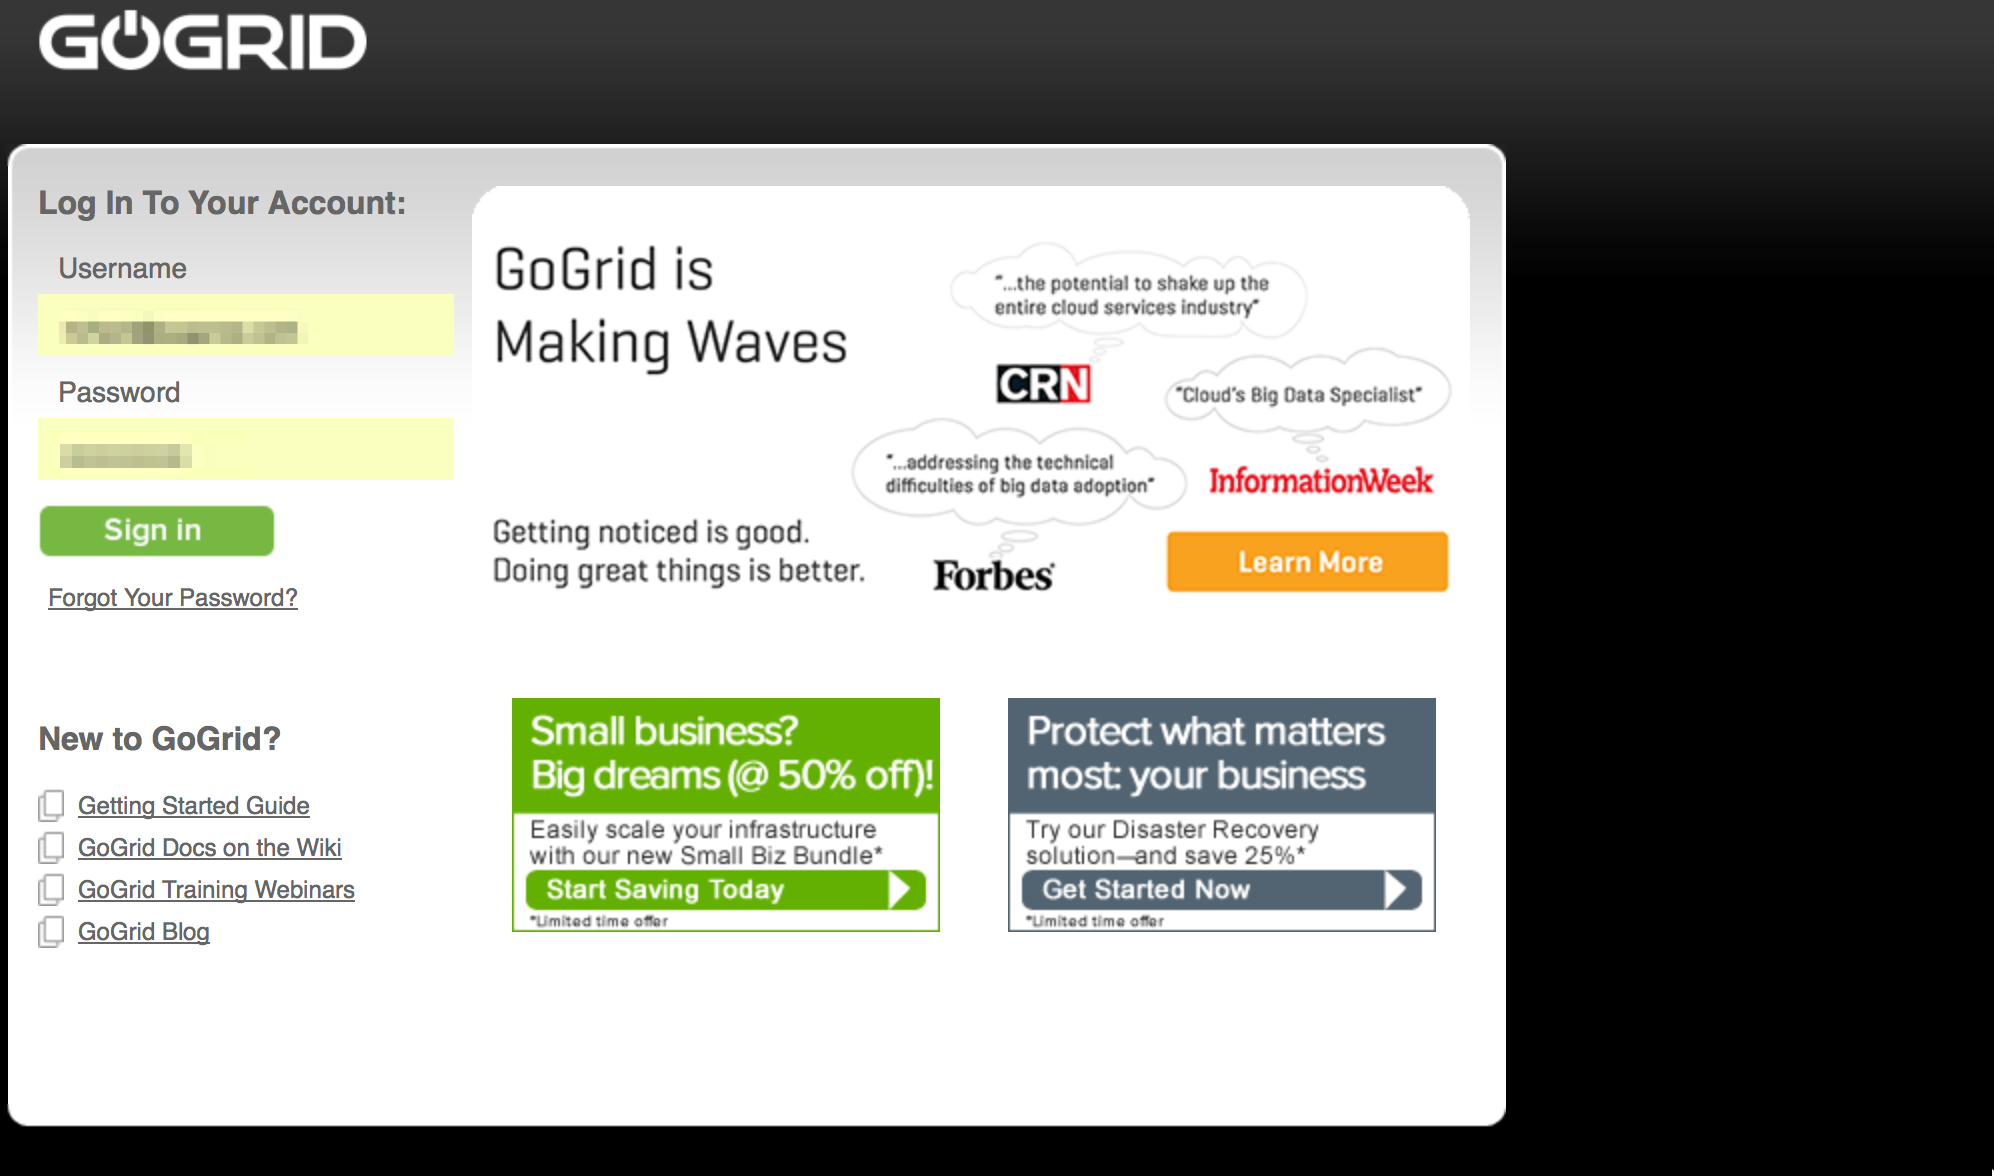 GOGRID
Log In To Your Account:
Username
Password
Sign in
Forgot Your Password?
New to GoGrid?
Getting Started Guide
GoGrid Docs on the Wiki
GoGrid Training Webinars
GoGrid Blog
GoGrid is
Making Waves
"...the potential to shake up the
entire cloud services industry"
CRN
"Cloud's Big Data Specialist"
InformationWeek
"...addressing the technical
difficulties of big data adoption"
Forbes
Getting noticed is good.
Doing great things is better.
Learn More
Small business?
Big dreams (@ 50% off)!
Easily scale your infrastructure
with our new Small Biz Bundle*
Start Saving Today
*Limited time offer
Protect what matters
most: your business
Try our Disaster Recovery
solution—and save 25%*
Get Started Now
*Limited time offer